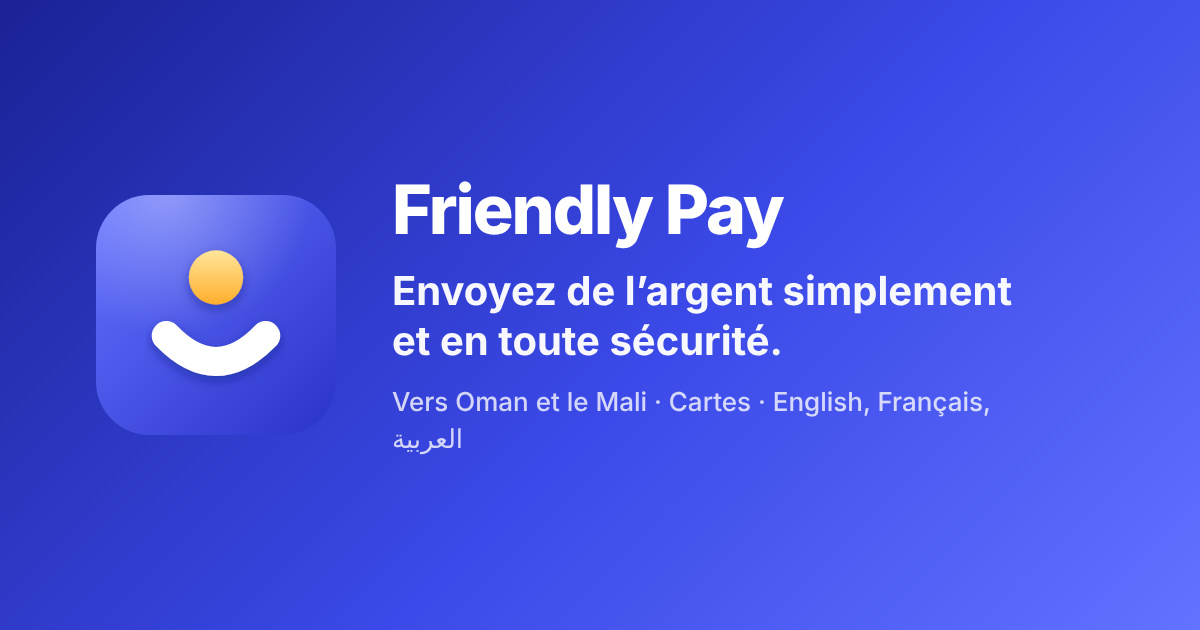 Friendly Pay
Envoyez de l’argent simplement
et en toute sécurité.
Vers Oman et le Mali · Cartes · English, Français,
العربية